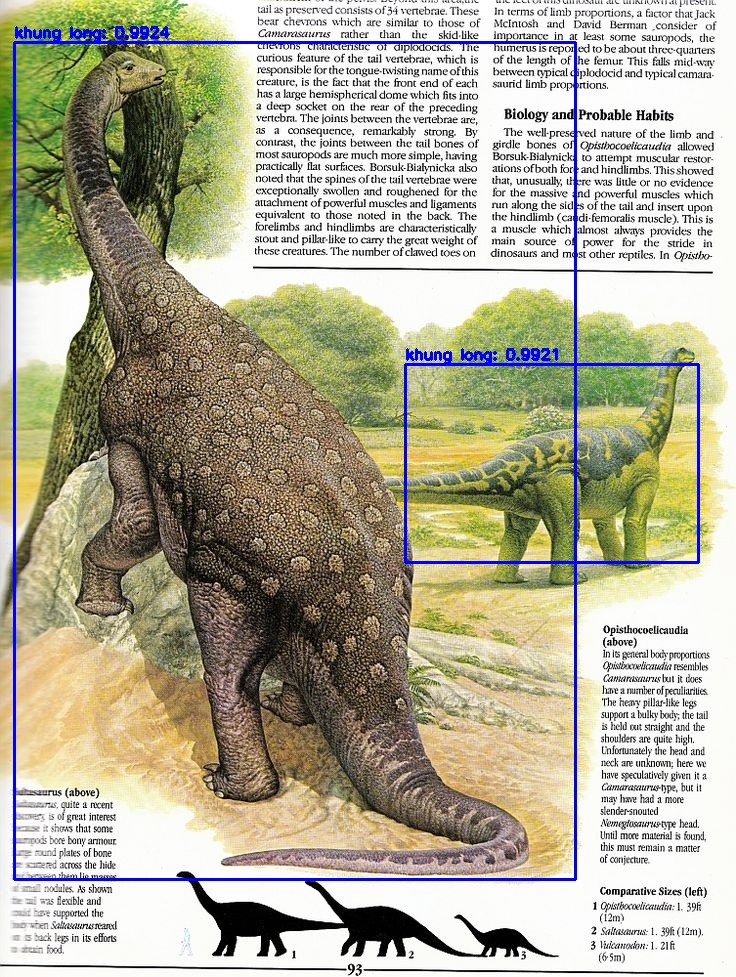 khung long: 0.9924
tail as preserved consists of 34 vertebrae. These
bear chevrons which are similar to those of
Camarasaurus rather than the skid-like
chevrons characteristic of diplodocids. The
curious feature of the tail vertebrae, which is
responsible for the tongue-twisting name of this
creature, is the fact that the front end of each
has a large hemispherical dome which fits into
a deep socket on the rear of the preceding
vertebra. The joints between the vertebrae are,
as a consequence, remarkably strong. By
contrast, the joints between the tail bones of
most sauropods are much more simple, having
practically flat surfaces. Borsuk-Bialynicka also
noted that the spines of the tail vertebrae were
exceptionally swollen and roughened for the
attachment of powerful muscles and ligaments
equivalent to those noted in the back. The
forelimbs and hindlimbs are characteristically
stout and pillar-like to carry the great weight of
these creatures. The number of clawed toes on
In terms of limb proportions, a factor that Jack
McIntosh and David Berman consider of
importance in at least some sauropods, the
humerus is reported to be about three-quarters
of the length of the femur. This falls mid-way
between typical diplodocid and typical camara-
saurid limb proportions.
Biology and Probable Habits
The well-preserved nature of the limb and
girdle bones of Opisthocoelicaudia allowed
Borsuk-Bialynicka to attempt muscular restor-
ations of both fore and hindlimbs. This showed
that, unusually, there was little or no evidence
for the massive and powerful muscles which
run along the sides of the tail and insert upon
the hindlimb (caudi-femoralis muscle). This is
a muscle which almost always provides the
main source of power for the stride in
dinosaurs and most other reptiles. In Opistho-
khung long: 0.9921
Opisthocoelicaudia
(above)
In its general body proportions
Opisthocoelicaudia resembles
Camarasaurus but it does
have a number of peculiarities.
The heavy pillar-like legs
support a bulky body; the tail
is held out straight and the
shoulders are quite high.
Unfortunately the head and
neck are unknown; here we
have speculatively given it a
Camarasaurus-type, but it
may have had a more
slender-snouted
Nemegtosaurus-type head.
Until more material is found,
this must remain a matter
of conjecture.
Saltasaurus (above)
quite a recent
is of great interest
it shows that some
bore bony armour.
round plates of bone
scattered across the hide
between them lie masses
small nodules. As shown
tail was flexible and
could have supported the
when Saltasaurus reared
its back legs in its efforts
obtain food.
Comparative Sizes (left)
1 Opisthocoelicaudia: l. 39ft
(12m)
2 Saltasaurus: l. 39ft (12m).
3 Vulcanodon: l. 21ft
(6·5m)
1
2
3
93